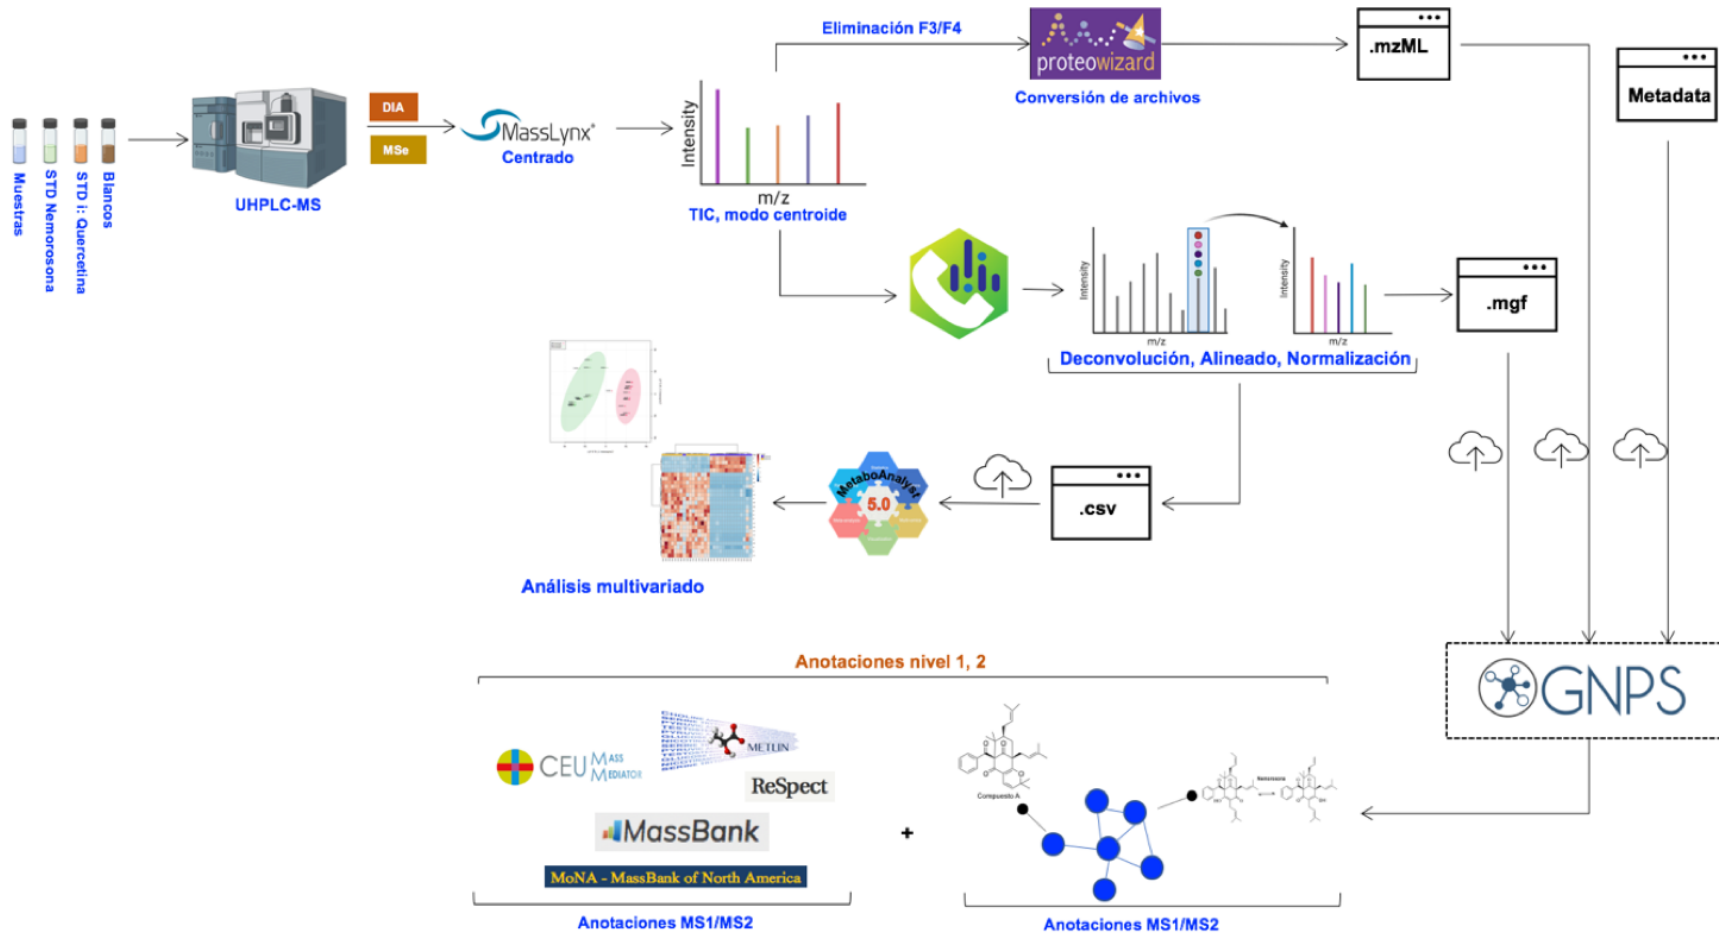 Eliminación F3/F4
proteowizard
Conversión de archivos
.mzML
Metadata
Muestras
STD Nemorosona
STD i: Quercetina
Blancos
UHPLC-MS
DIA
MSe
MassLynx
Centrado
Intensity
m/z
TIC, modo centroide
Intensity
m/z
Intensity
m/z
Deconvolución, Alineado, Normalización
.mgf
MetaboAnalyst
5.0
.csv
Análisis multivariado
GNPS
Anotaciones nivel 1, 2
CEU MASS MEDIATOR
METLIN
ReSpect
MassBank
MoNA - MassBank of North America
Anotaciones MS1/MS2
+
Compuesto A
Anotaciones MS1/MS2